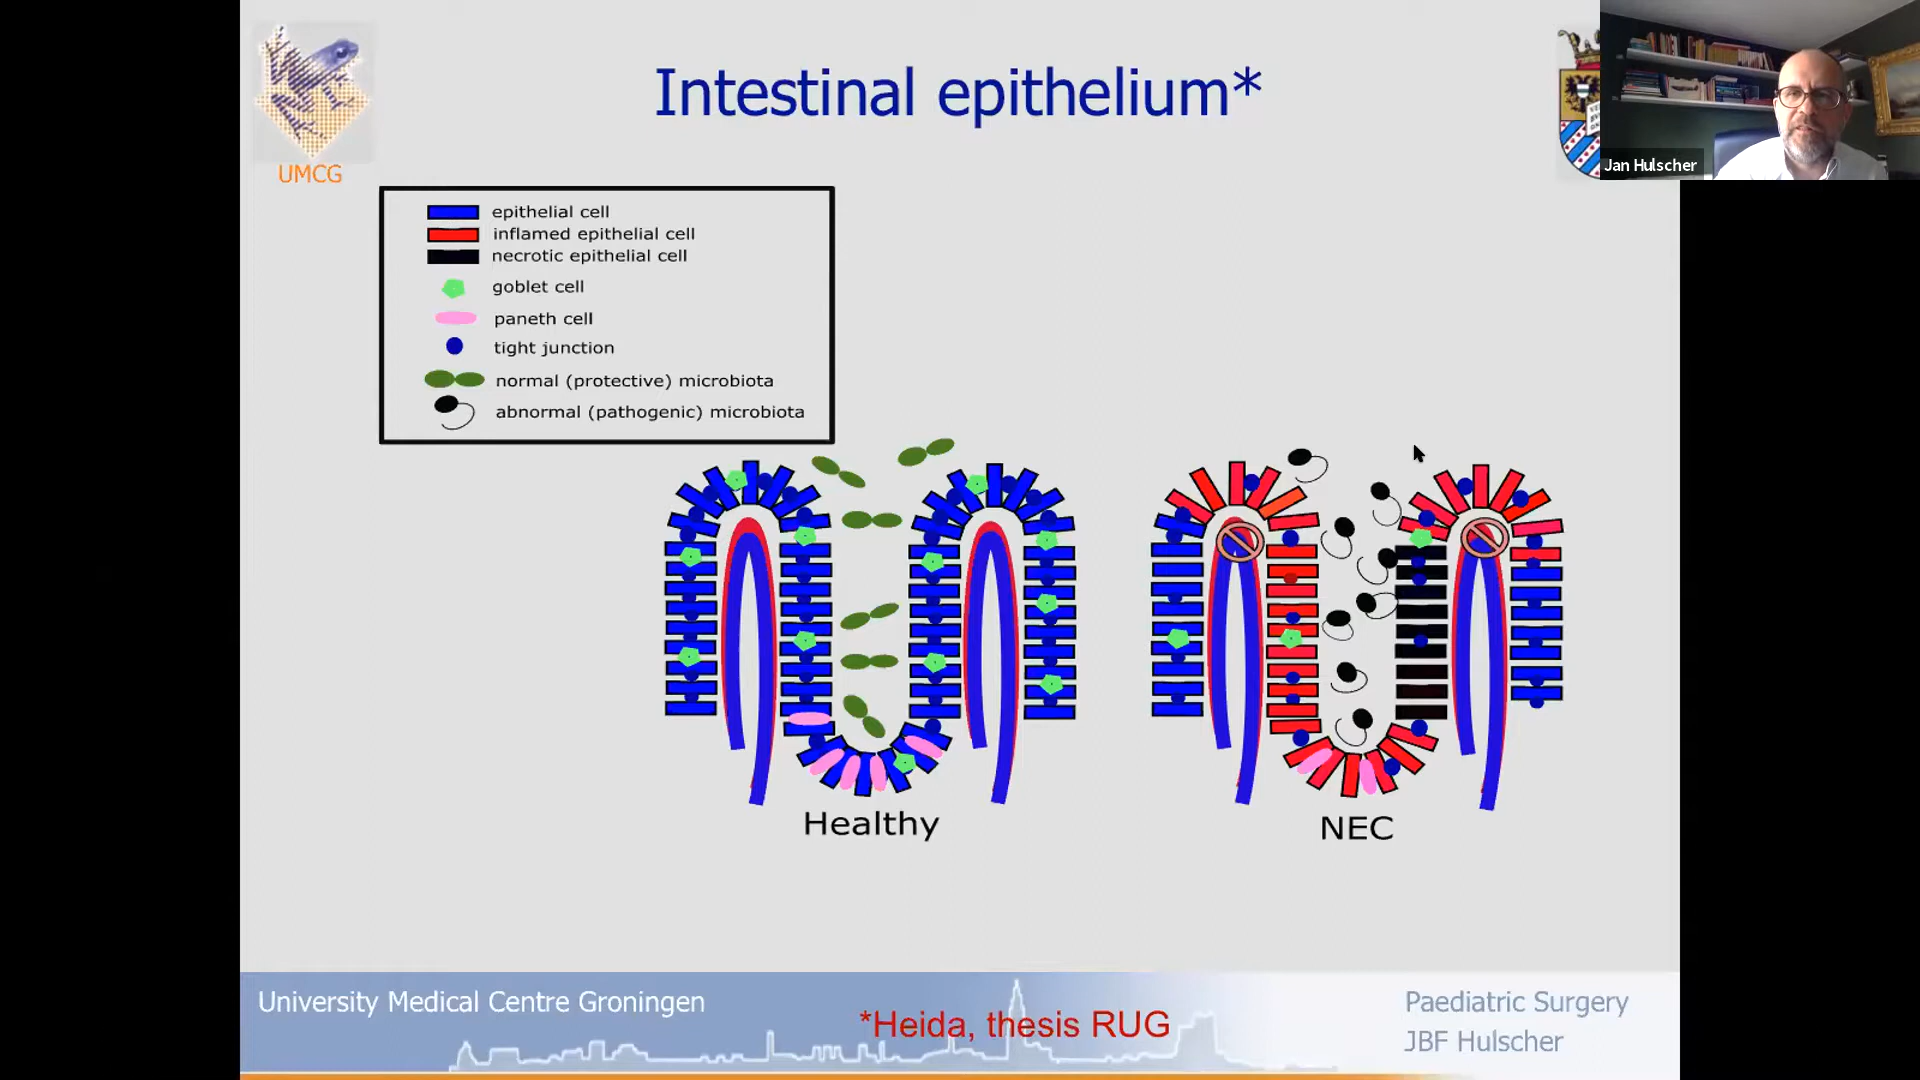 Intestinal epithelium*
UMCG
Jan Hulscher
epithelial cell
inflamed epithelial cell
necrotic epithelial cell
goblet cell
paneth cell
tight junction
normal (protective) microbiota
abnormal (pathogenic) microbiota
Healthy
NEC
University Medical Centre Groningen
*Heida, thesis RUG
Paediatric Surgery
JBF Hulscher